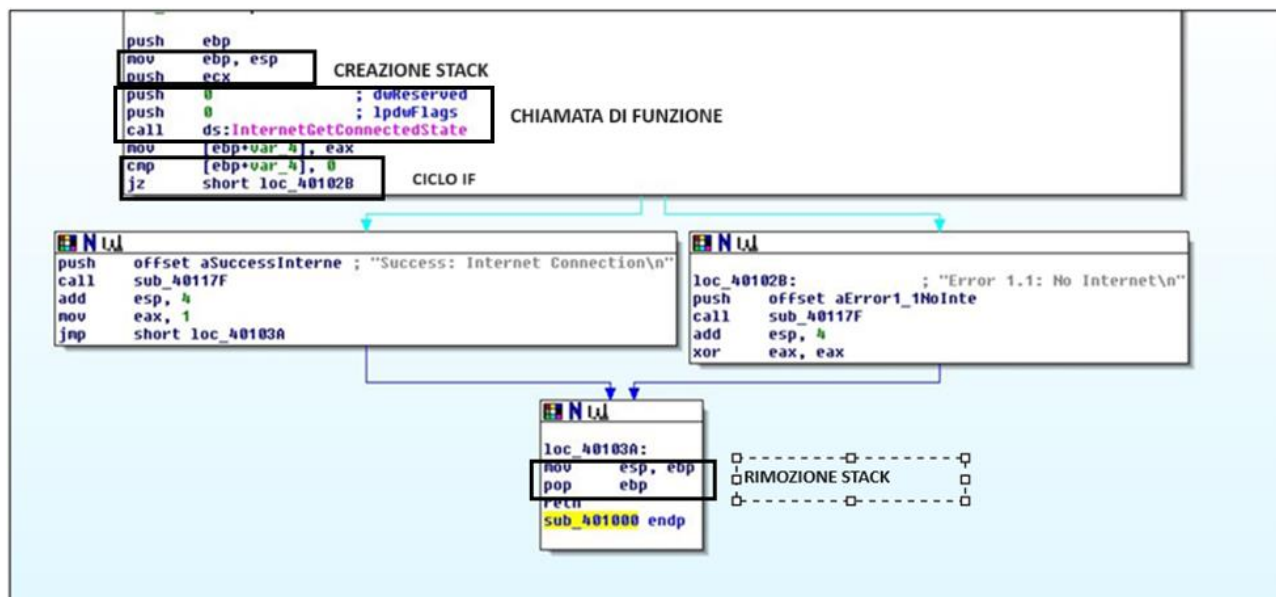 push ebp
mov ebp, esp
push ecx
CREAZIONE STACK
push 0 ; dwReserved
push 0 ; lpdwFlags
call ds:InternetGetConnectedState
CHIAMATA DI FUNZIONE
mov [ebp+var_4], eax
cmp [ebp+var_4], 0
jz short loc_40102B
CICLO IF
push offset aSuccessInterne ; "Success: Internet Connection\n"
call sub_40117F
add esp, 4
mov eax, 1
jmp short loc_40103A
loc_40102B: ; "Error 1.1: No Internet\n"
push offset aError1_1NoInte
call sub_40117F
add esp, 4
xor eax, eax
loc_40103A:
mov esp, ebp
pop ebp
RIMOZIONE STACK
retn
sub_401000 endp